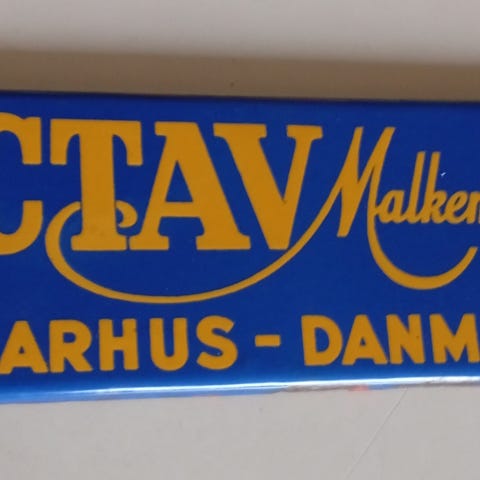 CTAV Malken
ARHUS - DANM